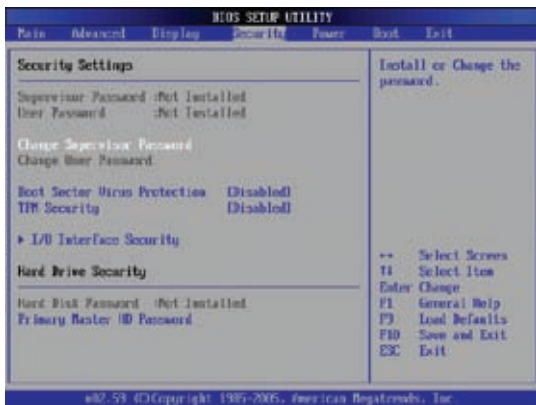 BIOS SETUP UTILITY
Main Advanced Display Security Power Boot Exit
Security Settings
Supervisor Password :Not Installed
User Password :Not Installed
Change Supervisor Password
Change User Password
Boot Sector Virus Protection [Disabled]
TPM Security [Disabled]
I/O Interface Security
Hard Drive Security
Hard Disk Password :Not Installed
Primary Master HD Password
Install or Change the
password.
↔ Select Screen
↑↓ Select Item
Enter Change
F1 General Help
F9 Load Defaults
F10 Save and Exit
ESC Exit
v02.59 (C)Copyright 1985-2005, American Megatrends, Inc.